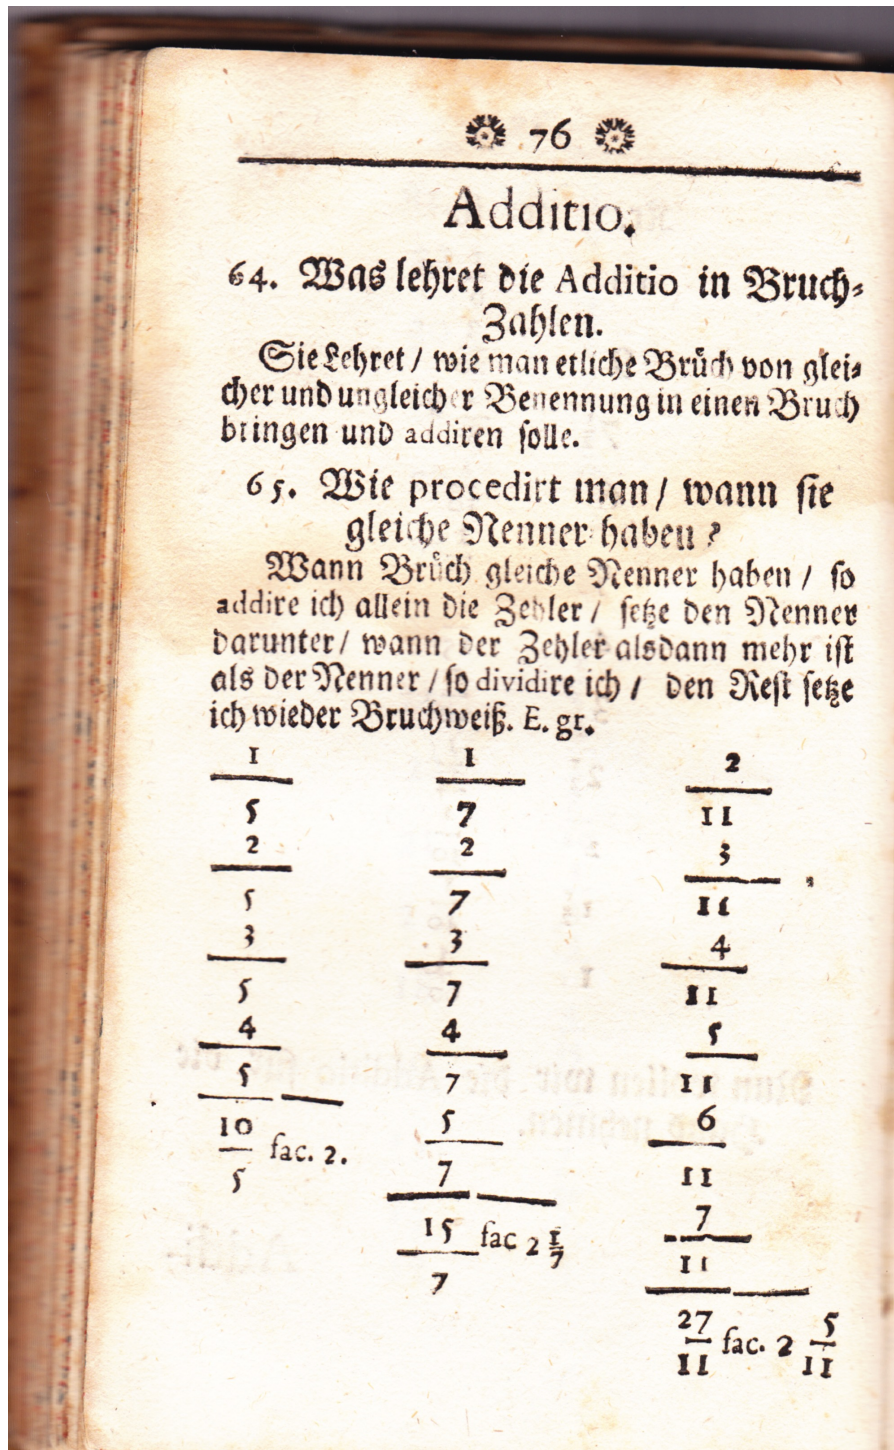 76
Additio.
64. Was lehret die Additio in Bruch-
Zahlen.
Sie Lehret / wie man etliche Brüch von glei-
cher und ungleicher Benennung in einen Bruch
bringen und addiren solle.
65. Wie procedirt man / wann sie
gleiche Nenner haben?
Wann Brüch gleiche Nenner haben / so
addire ich allein die Zehler / setze den Nenner
darunter / wann der Zehler alsdann mehr ist
als der Nenner / so dividire ich / den Rest setze
ich wieder Bruchweiß. E. gr.
1 1 2
5 7 11
2 2 3
5 7 11
3 3 4
5 7 11
4 4 5
5 7 11
10 5 6
5 fac. 2. 7 11
15 fac 2 1/7 7
7 11
27 fac. 2 5
11 11